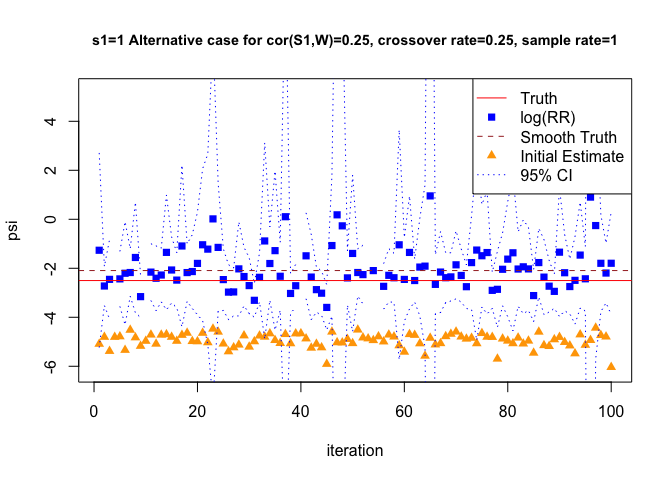 s1=1 Alternative case for cor(S1,W)=0.25, crossover rate=0.25, sample rate=1
Truth
log(RR)
Smooth Truth
Initial Estimate
95% CI
psi
4
2
0
-2
-4
-6
0 20 40 60 80 100
iteration